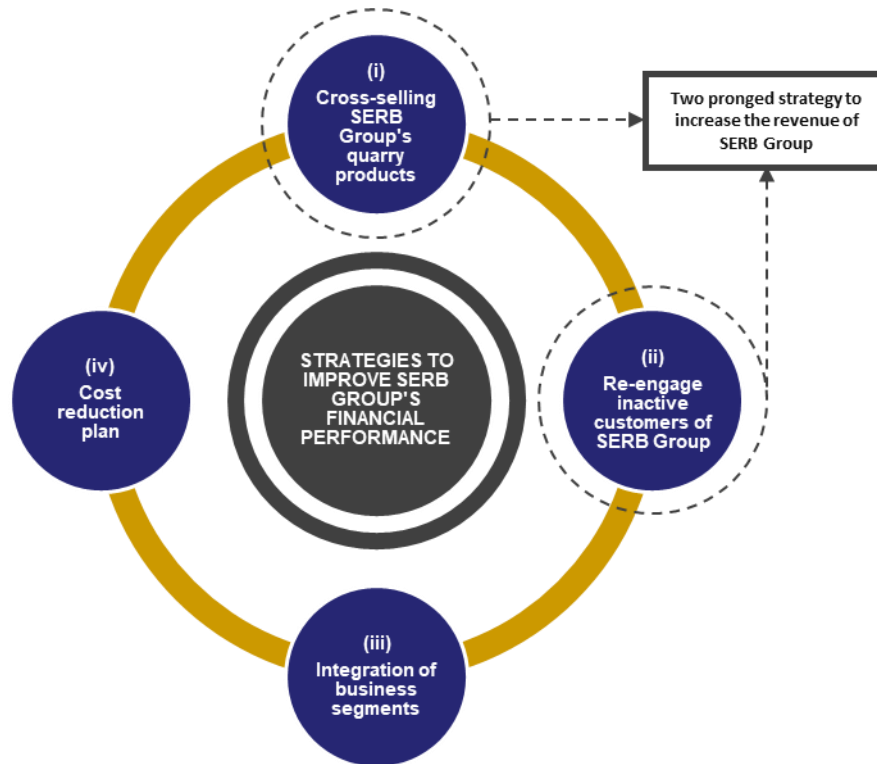 (i)
Cross-selling
SERB
Group's
quarry
products
Two pronged strategy to
increase the revenue of
SERB Group
(iv)
Cost
reduction
plan
STRATEGIES TO
IMPROVE SERB
GROUP'S
FINANCIAL
PERFORMANCE
(ii)
Re-engage
inactive
customers of
SERB Group
(iii)
Integration of
business
segments